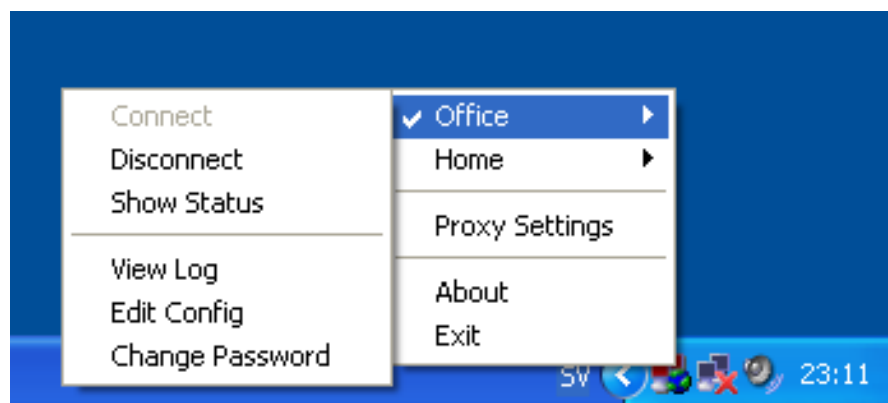 Connect
Disconnect
Show Status
View Log
Edit Config
Change Password
Office
Home
Proxy Settings
About
Exit
SV
23:11